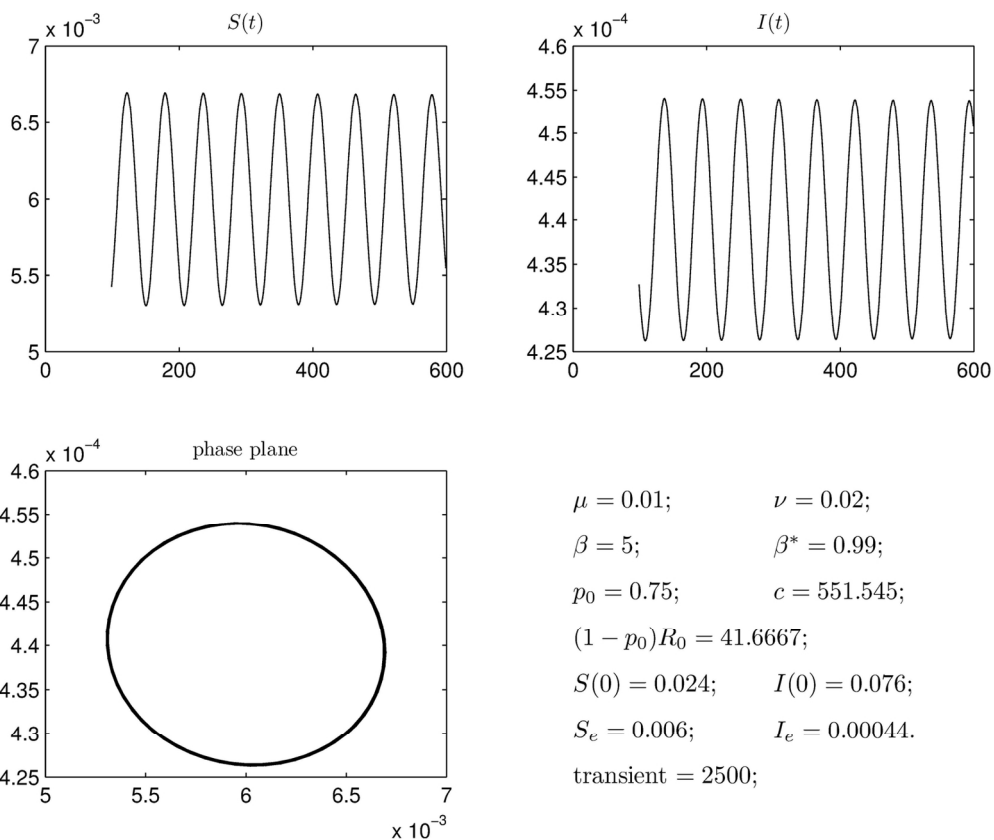 S(t)
x 10⁻³
7
6.5
6
5.5
5
0 200 400 600
I(t)
x 10⁻⁴
4.6
4.55
4.5
4.45
4.4
4.35
4.3
4.25
0 200 400 600
phase plane
x 10⁻⁴
4.6
4.55
4.5
4.45
4.4
4.35
4.3
4.25
5 5.5 6 6.5 7
x 10⁻³
μ = 0.01; ν = 0.02;
β = 5; β* = 0.99;
p₀ = 0.75; c = 551.545;
(1 − p₀)R₀ = 41.6667;
S(0) = 0.024; I(0) = 0.076;
Sₑ = 0.006; Iₑ = 0.00044.
transient = 2500;